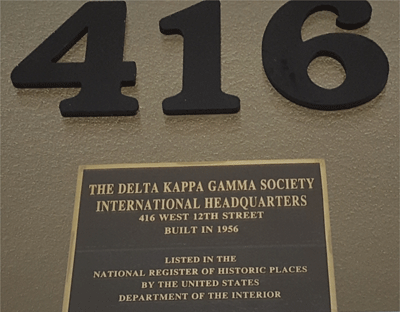 416
THE DELTA KAPPA GAMMA SOCIETY
INTERNATIONAL HEADQUARTERS
416 WEST 12TH STREET
BUILT IN 1956
LISTED IN THE
NATIONAL REGISTER OF HISTORIC PLACES
BY THE UNITED STATES
DEPARTMENT OF THE INTERIOR